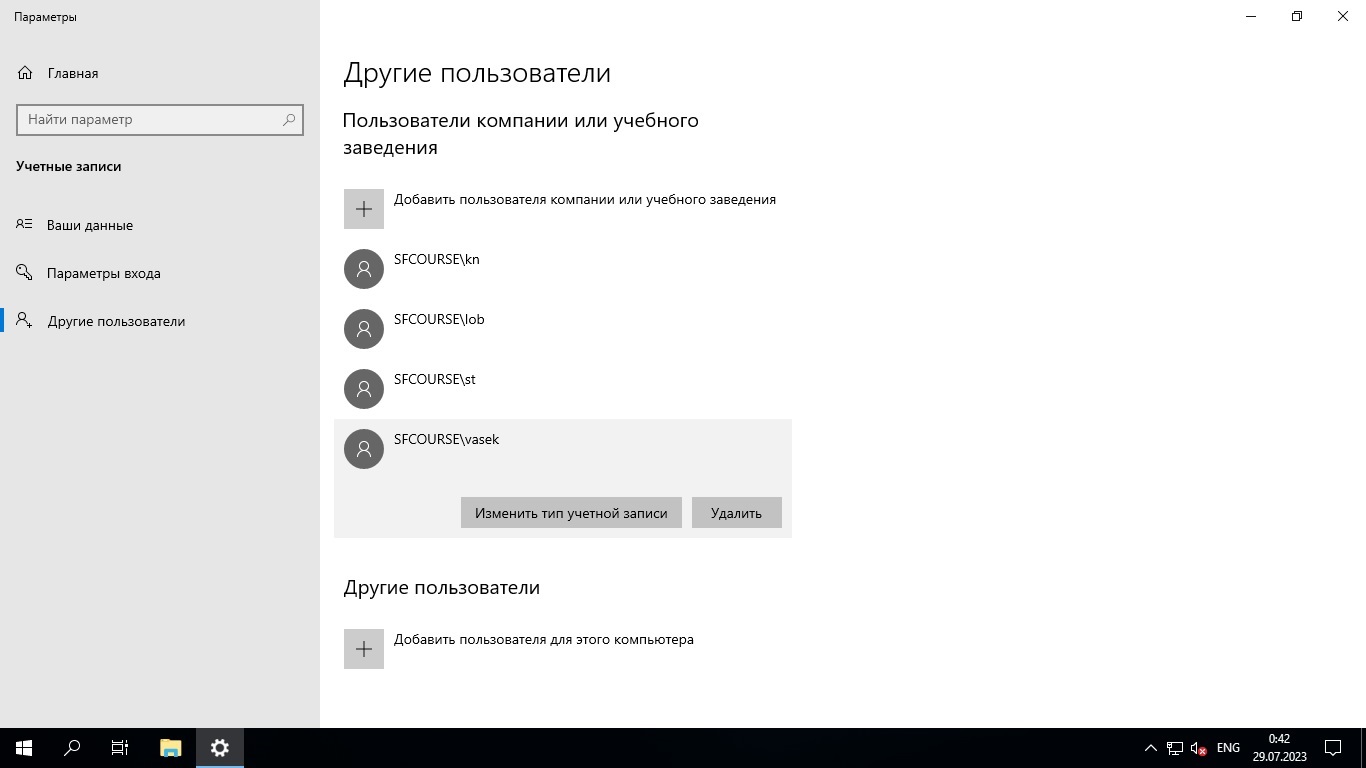 Параметры
Главная
Найти параметр
Учетные записи
Ваши данные
Параметры входа
Другие пользователи
Другие пользователи
Пользователи компании или учебного
заведения
Добавить пользователя компании или учебного заведения
SFCOURSE\kn
SFCOURSE\lob
SFCOURSE\st
SFCOURSE\vasek
Изменить тип учетной записи
Удалить
Другие пользователи
Добавить пользователя для этого компьютера
ENG
0:42
29.07.2023